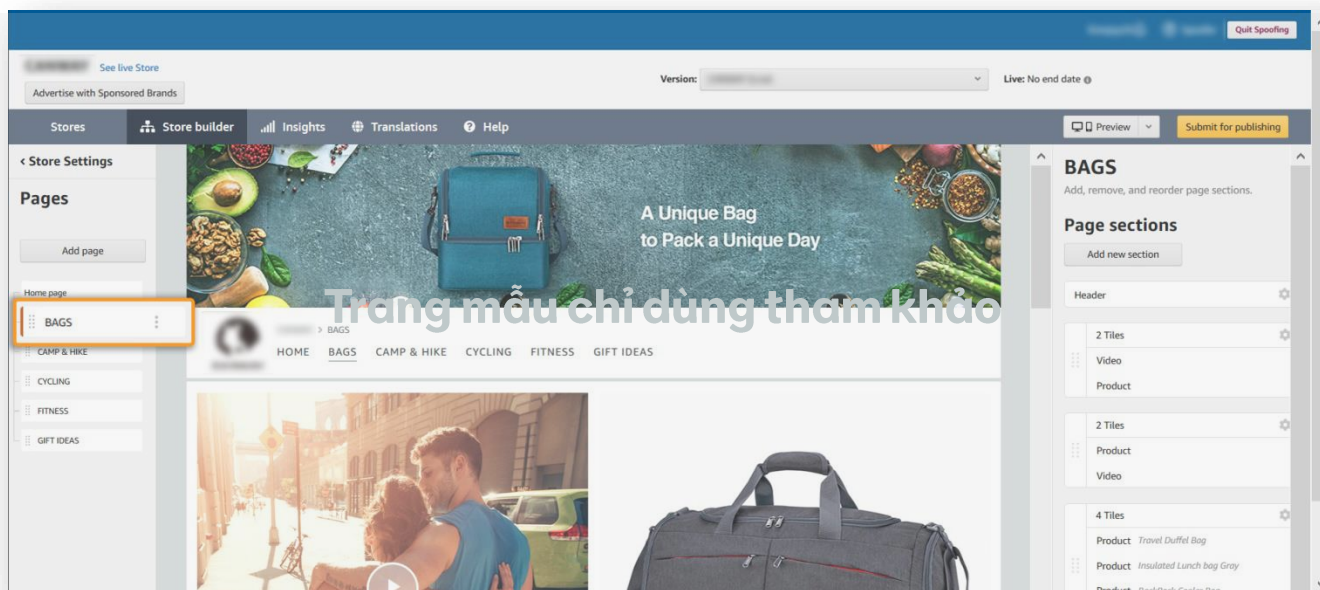 Quit Spoofing
See live Store
Advertise with Sponsored Brands
Version:
Live: No end date
Stores Store builder Insights Translations Help
Preview
Submit for publishing
< Store Settings
Pages
Add page
Home page
BAGS
CAMP & HIKE
CYCLING
FITNESS
GIFT IDEAS
A Unique Bag
to Pack a Unique Day
Trang mẫu chỉ dùng tham khảo
> BAGS
HOME BAGS CAMP & HIKE CYCLING FITNESS GIFT IDEAS
BAGS
Add, remove, and reorder page sections.
Page sections
Add new section
Header
2 Tiles
Video
Product
2 Tiles
Product
Video
4 Tiles
Product Travel Duffel Bag
Product Insulated Lunch bag Gray
Product BackPack Cooler Bag